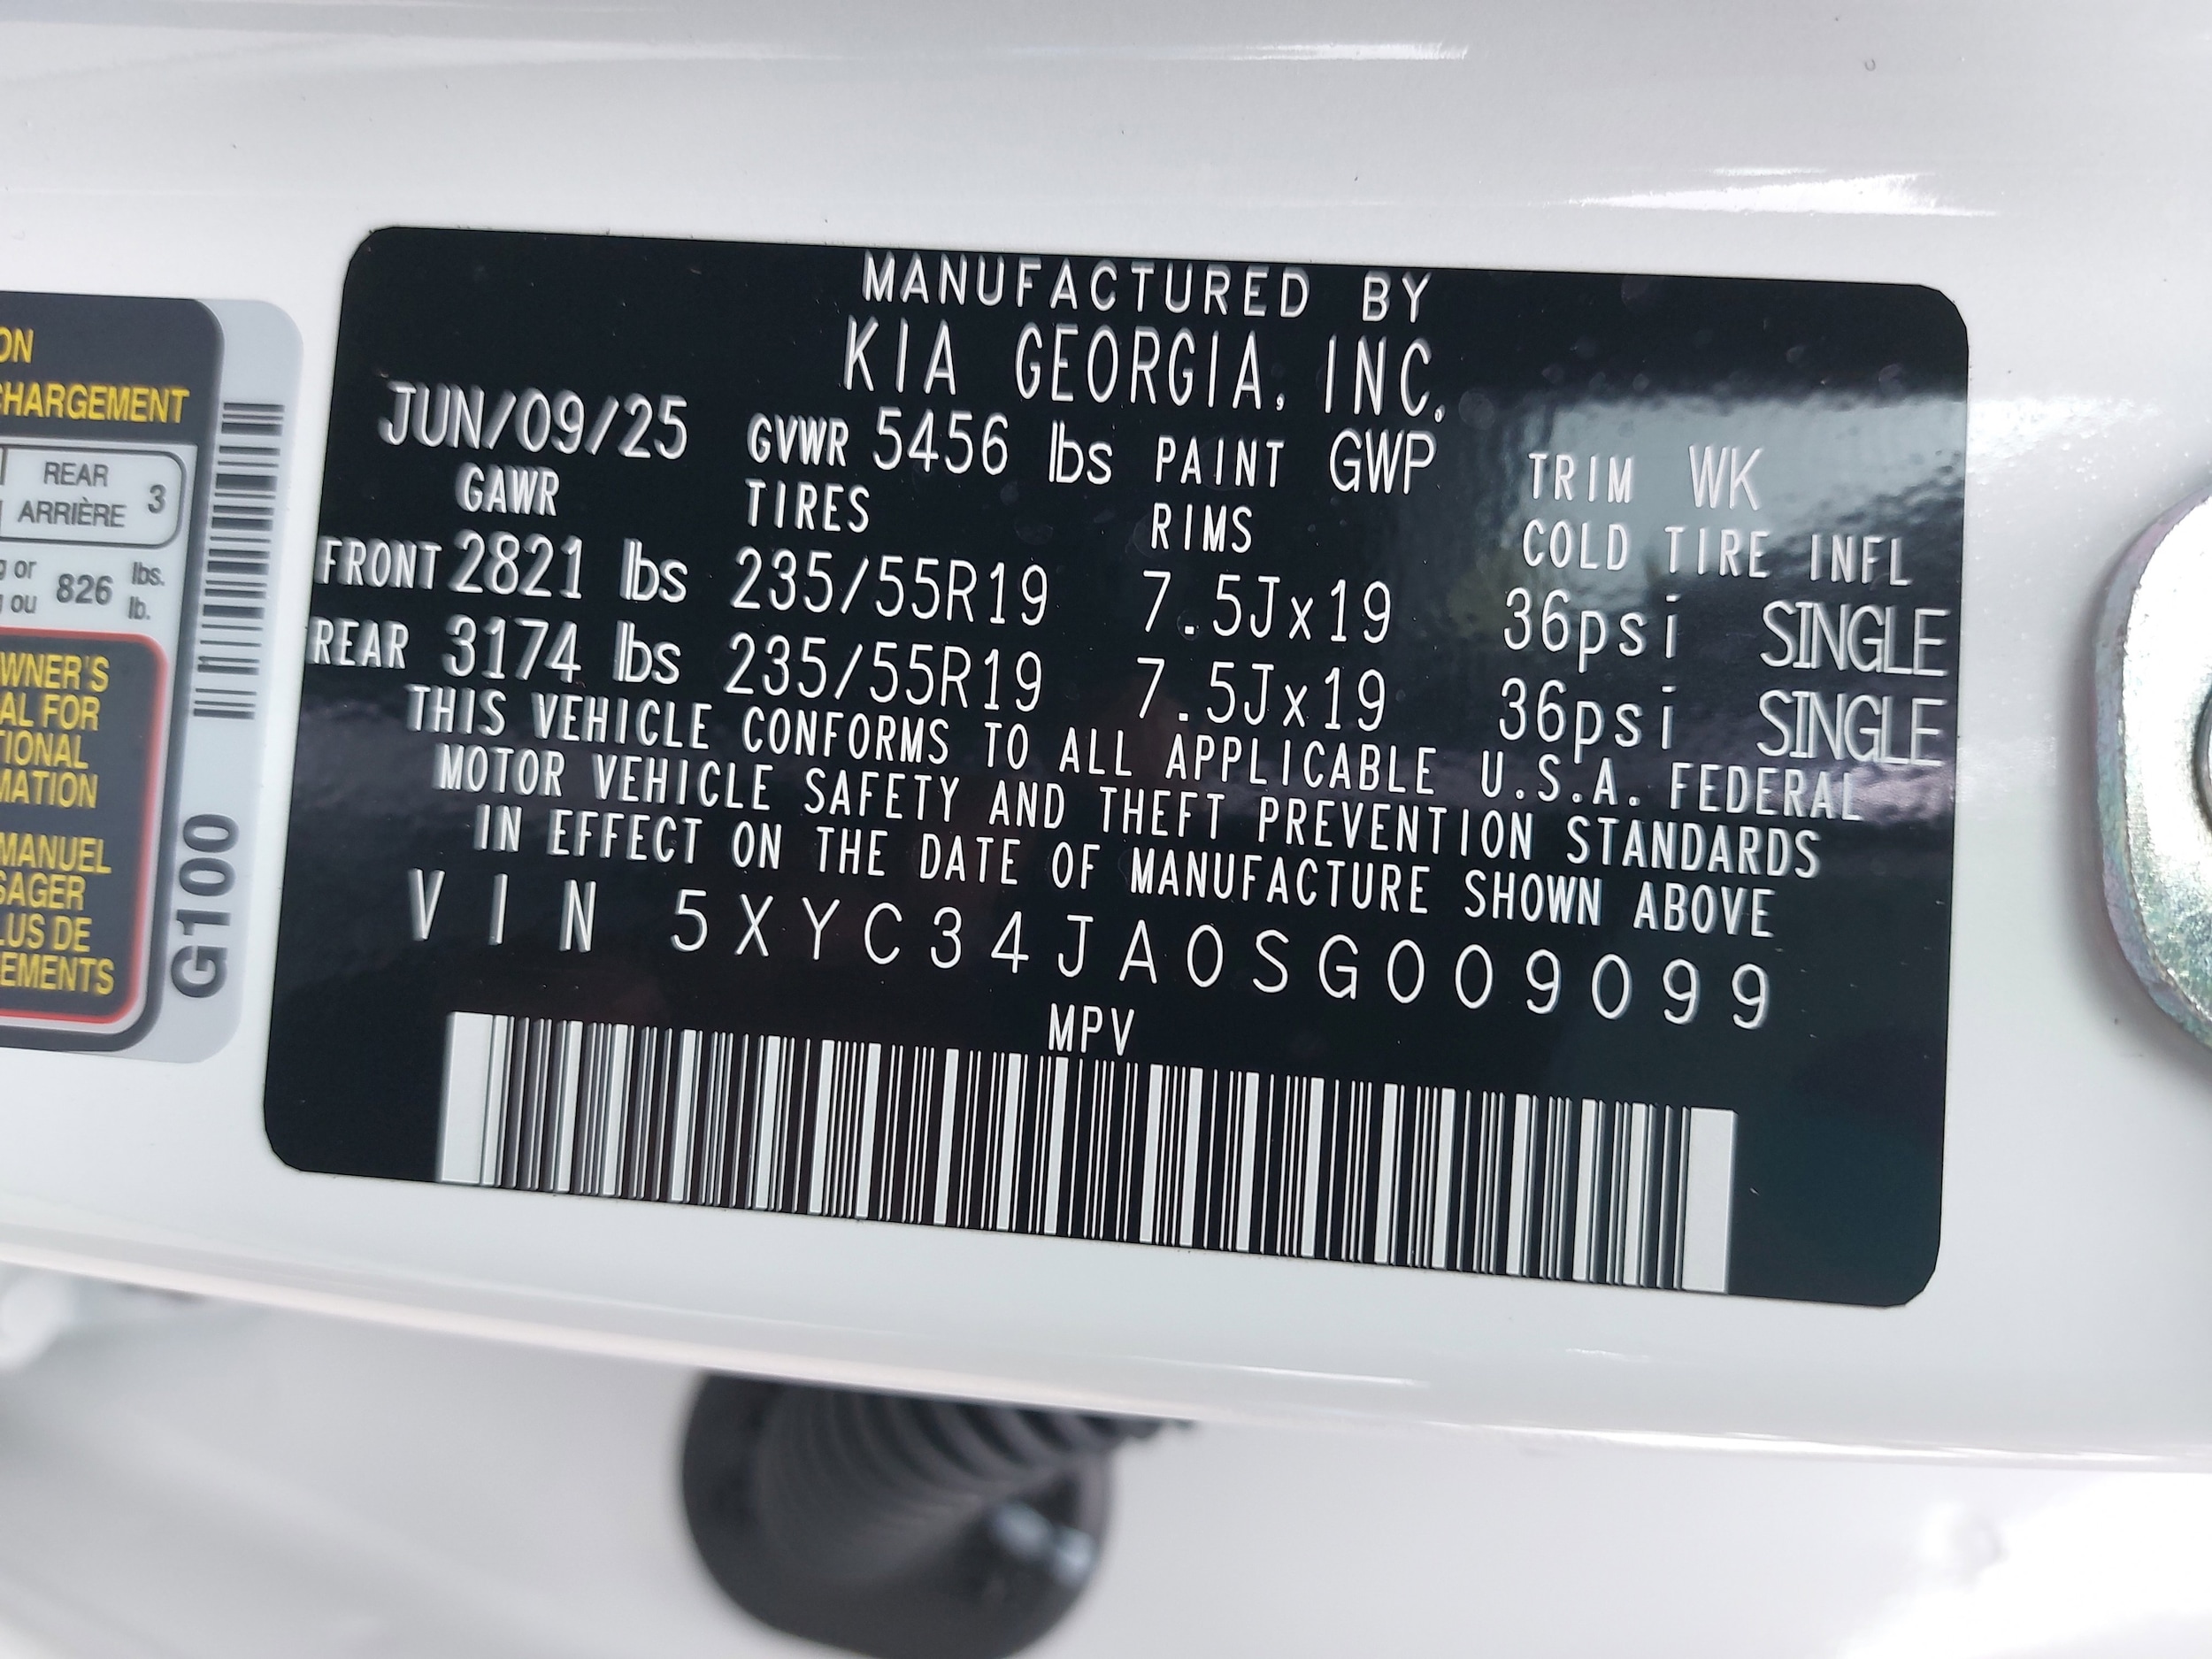 ON
CHARGEMENT
REAR
ARRIÈRE 3
g or 826 lbs.
g ou lb.
WNER'S
AL FOR
TIONAL
MATION
MANUEL
SAGER
LUS DE
EMENTS
G100
MANUFACTURED BY
KIA GEORGIA, INC.
JUN/09/25 GVWR 5456 lbs PAINT GWP TRIM WK
GAWR TIRES RIMS COLD TIRE INFL
FRONT 2821 lbs 235/55R19 7.5Jx19 36psi SINGLE
REAR 3174 lbs 235/55R19 7.5Jx19 36psi SINGLE
THIS VEHICLE CONFORMS TO ALL APPLICABLE U.S.A. FEDERAL
MOTOR VEHICLE SAFETY AND THEFT PREVENTION STANDARDS
IN EFFECT ON THE DATE OF MANUFACTURE SHOWN ABOVE
VIN 5XYC34JA0SG009099
MPV